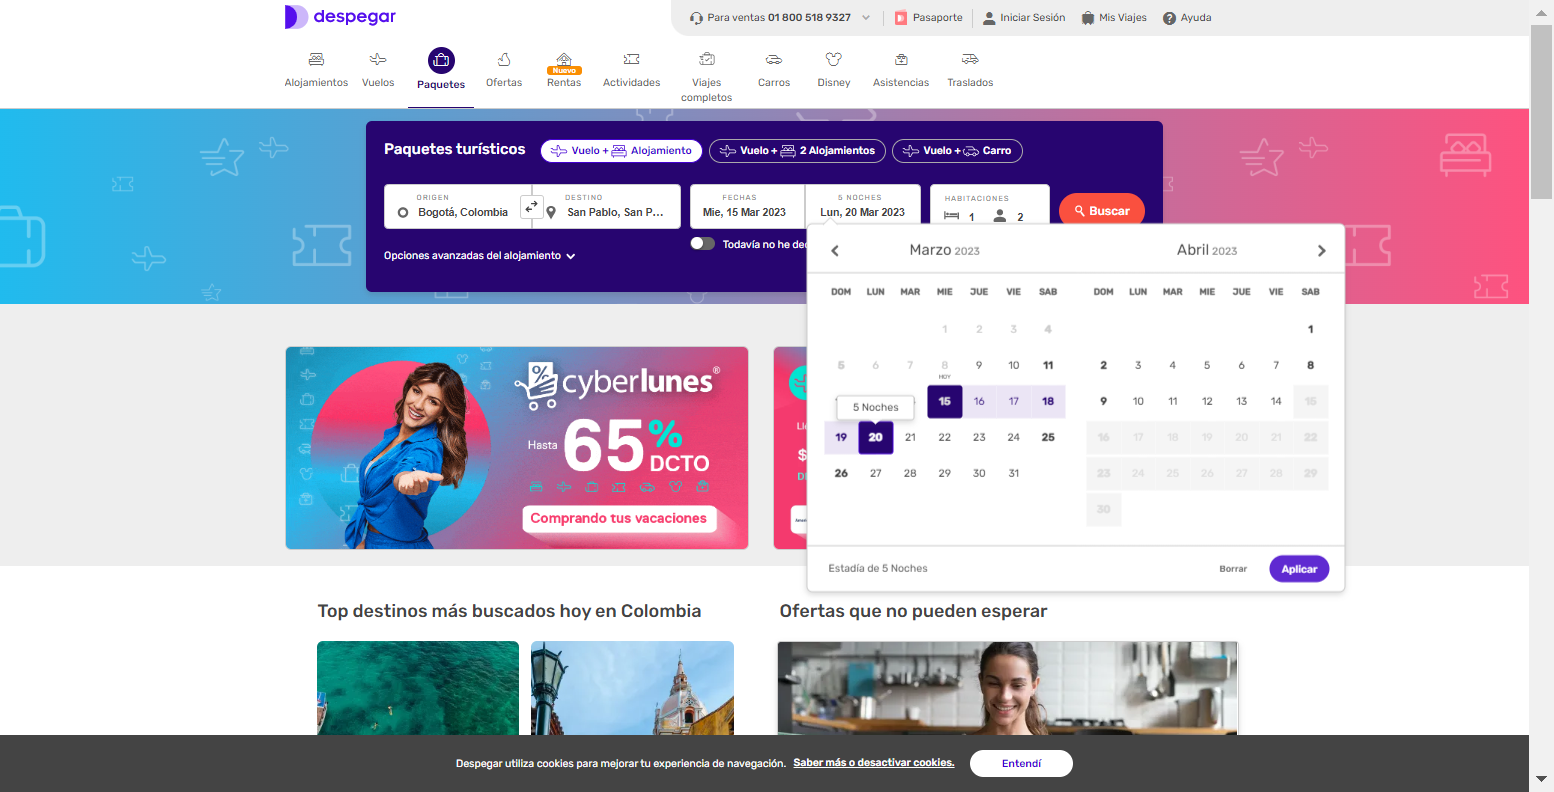 despegar
Para ventas 01 800 518 9327
Pasaporte
Iniciar Sesión
Mis Viajes
Ayuda
Alojamientos
Vuelos
Paquetes
Ofertas
Nuevo
Rentas
Actividades
Viajes
completos
Carros
Disney
Asistencias
Traslados
Paquetes turísticos
Vuelo + Alojamiento
Vuelo + 2 Alojamientos
Vuelo + Carro
ORIGEN
Bogotá, Colombia
DESTINO
San Pablo, San P...
FECHAS
Mie, 15 Mar 2023
5 NOCHES
Lun, 20 Mar 2023
HABITACIONES
1 2
Buscar
Todavía no he dec
Opciones avanzadas del alojamiento
Marzo 2023
DOM LUN MAR MIE JUE VIE SAB
1 2 3 4
5 6 7 8 9 10 11
HOY
15 16 17 18
5 Noches
19 20 21 22 23 24 25
26 27 28 29 30 31
Abril 2023
DOM LUN MAR MIE JUE VIE SAB
1
2 3 4 5 6 7 8
9 10 11 12 13 14 15
16 17 18 19 20 21 22
23 24 25 26 27 28 29
30
Estadía de 5 Noches
Borrar
Aplicar
cyberlunes®
Hasta 65% DCTO
Comprando tus vacaciones
$
Top destinos más buscados hoy en Colombia
Ofertas que no pueden esperar
Despegar utiliza cookies para mejorar tu experiencia de navegación. Saber más o desactivar cookies.
Entendí